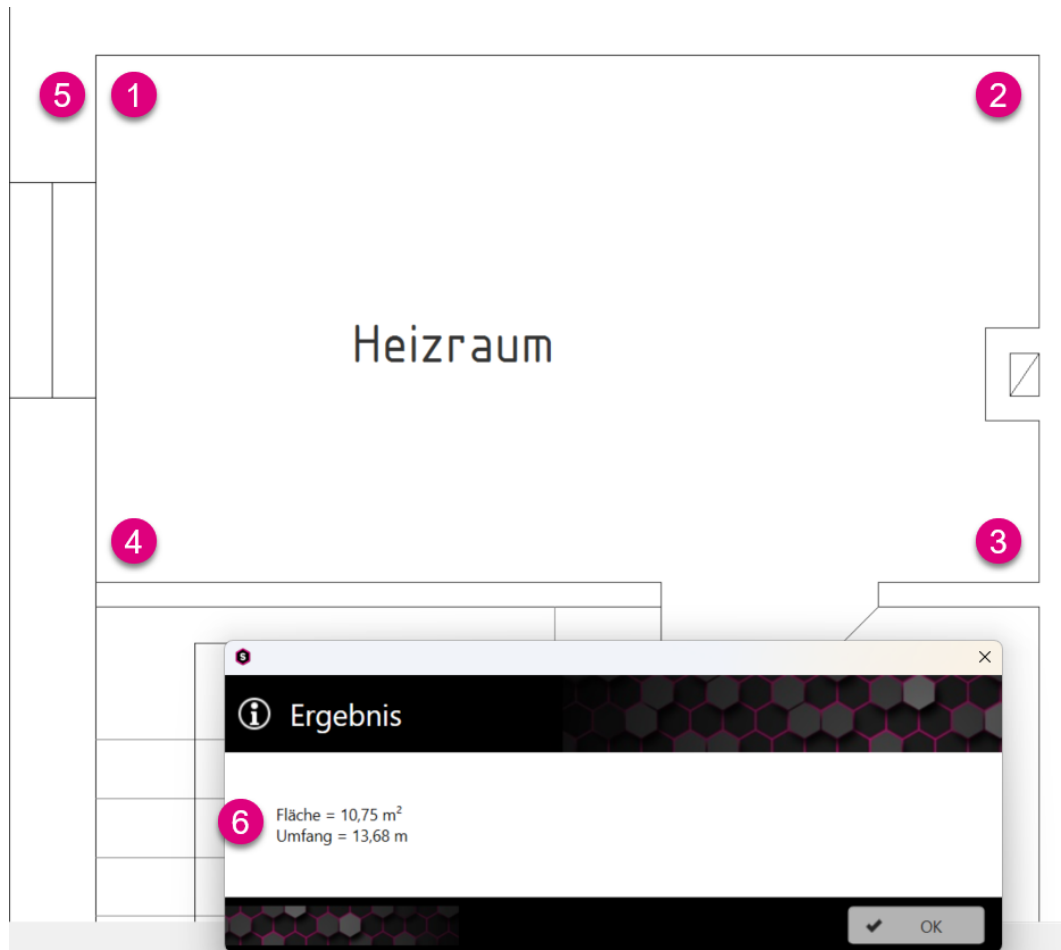 5
1
2
Heizraum
4
3
S
Ergebnis
6
Fläche = 10,75 m²
Umfang = 13,68 m
OK